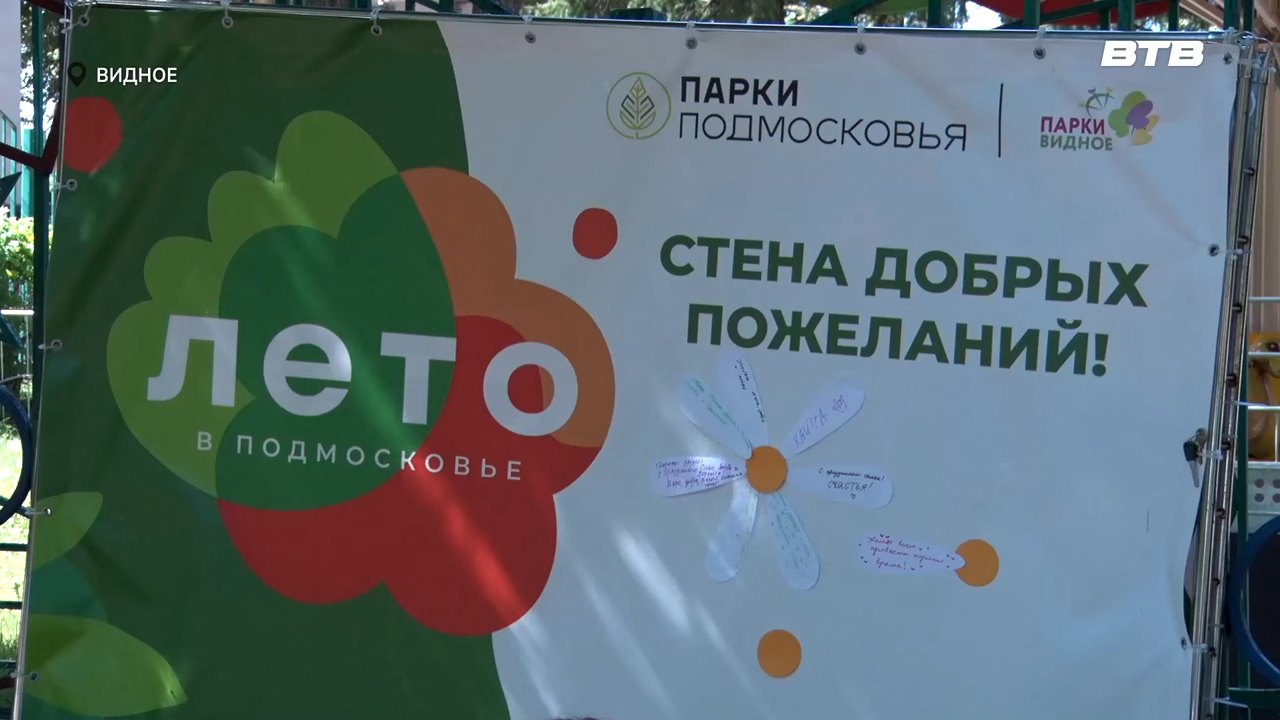 ВИДНОЕ
ВТВ
ПАРКИ
ПОДМОСКОВЬЯ
ПАРКИ
ВИДНОЕ
СТЕНА ДОБРЫХ
ПОЖЕЛАНИЙ!
лето
В ПОДМОСКОВЬЕ
СЧАСТЬЯ!